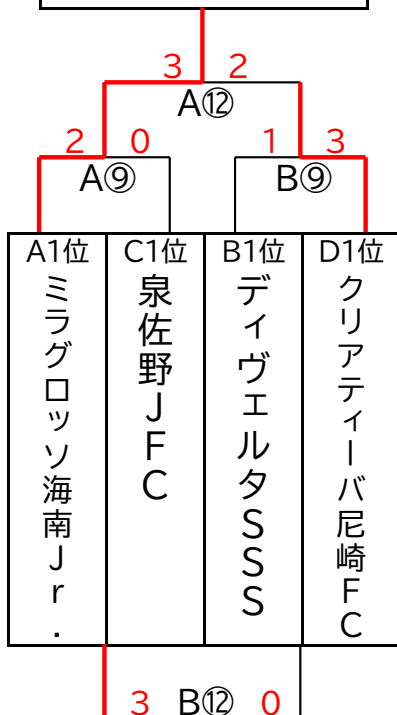 3 2
A⑫
2 0 1 3
A⑨ B⑨
A1位 C1位 B1位 D1位
ミラグロッソ海南Jr.
泉佐野JFC
ディヴェルタSSS
クリアティーバ尼崎FC
3 B⑫ 0